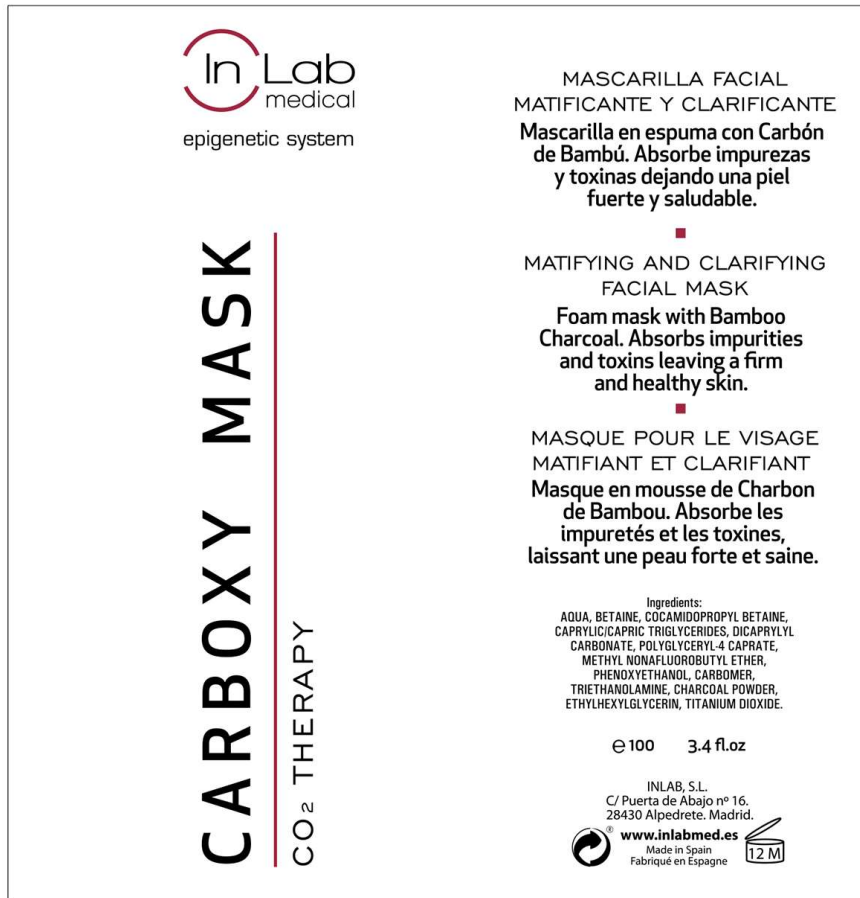 In Lab
medical
epigenetic system
CARBOXY MASK
CO₂ THERAPY
MASCARILLA FACIAL
MATIFICANTE Y CLARIFICANTE
Mascarilla en espuma con Carbón
de Bambú. Absorbe impurezas
y toxinas dejando una piel
fuerte y saludable.
MATIFYING AND CLARIFYING
FACIAL MASK
Foam mask with Bamboo
Charcoal. Absorbs impurities
and toxins leaving a firm
and healthy skin.
MASQUE POUR LE VISAGE
MATIFIANT ET CLARIFIANT
Masque en mousse de Charbon
de Bambou. Absorbe les
impuretés et les toxines,
laissant une peau forte et saine.
Ingredients:
AQUA, BETAINE, COCAMIDOPROPYL BETAINE,
CAPRYLIC/CAPRIC TRIGLYCERIDES, DICAPRYLYL
CARBONATE, POLYGLYCERYL-4 CAPRATE,
METHYL NONAFLUOROBUTYL ETHER,
PHENOXYETHANOL, CARBOMER,
TRIETHANOLAMINE, CHARCOAL POWDER,
ETHYLHEXYLGLYCERIN, TITANIUM DIOXIDE.
℮ 100 3.4 fl.oz
INLAB, S.L.
C/ Puerta de Abajo nº 16.
28430 Alpedrete. Madrid.
®
www.inlabmed.es
Made in Spain
Fabriqué en Espagne
12 M